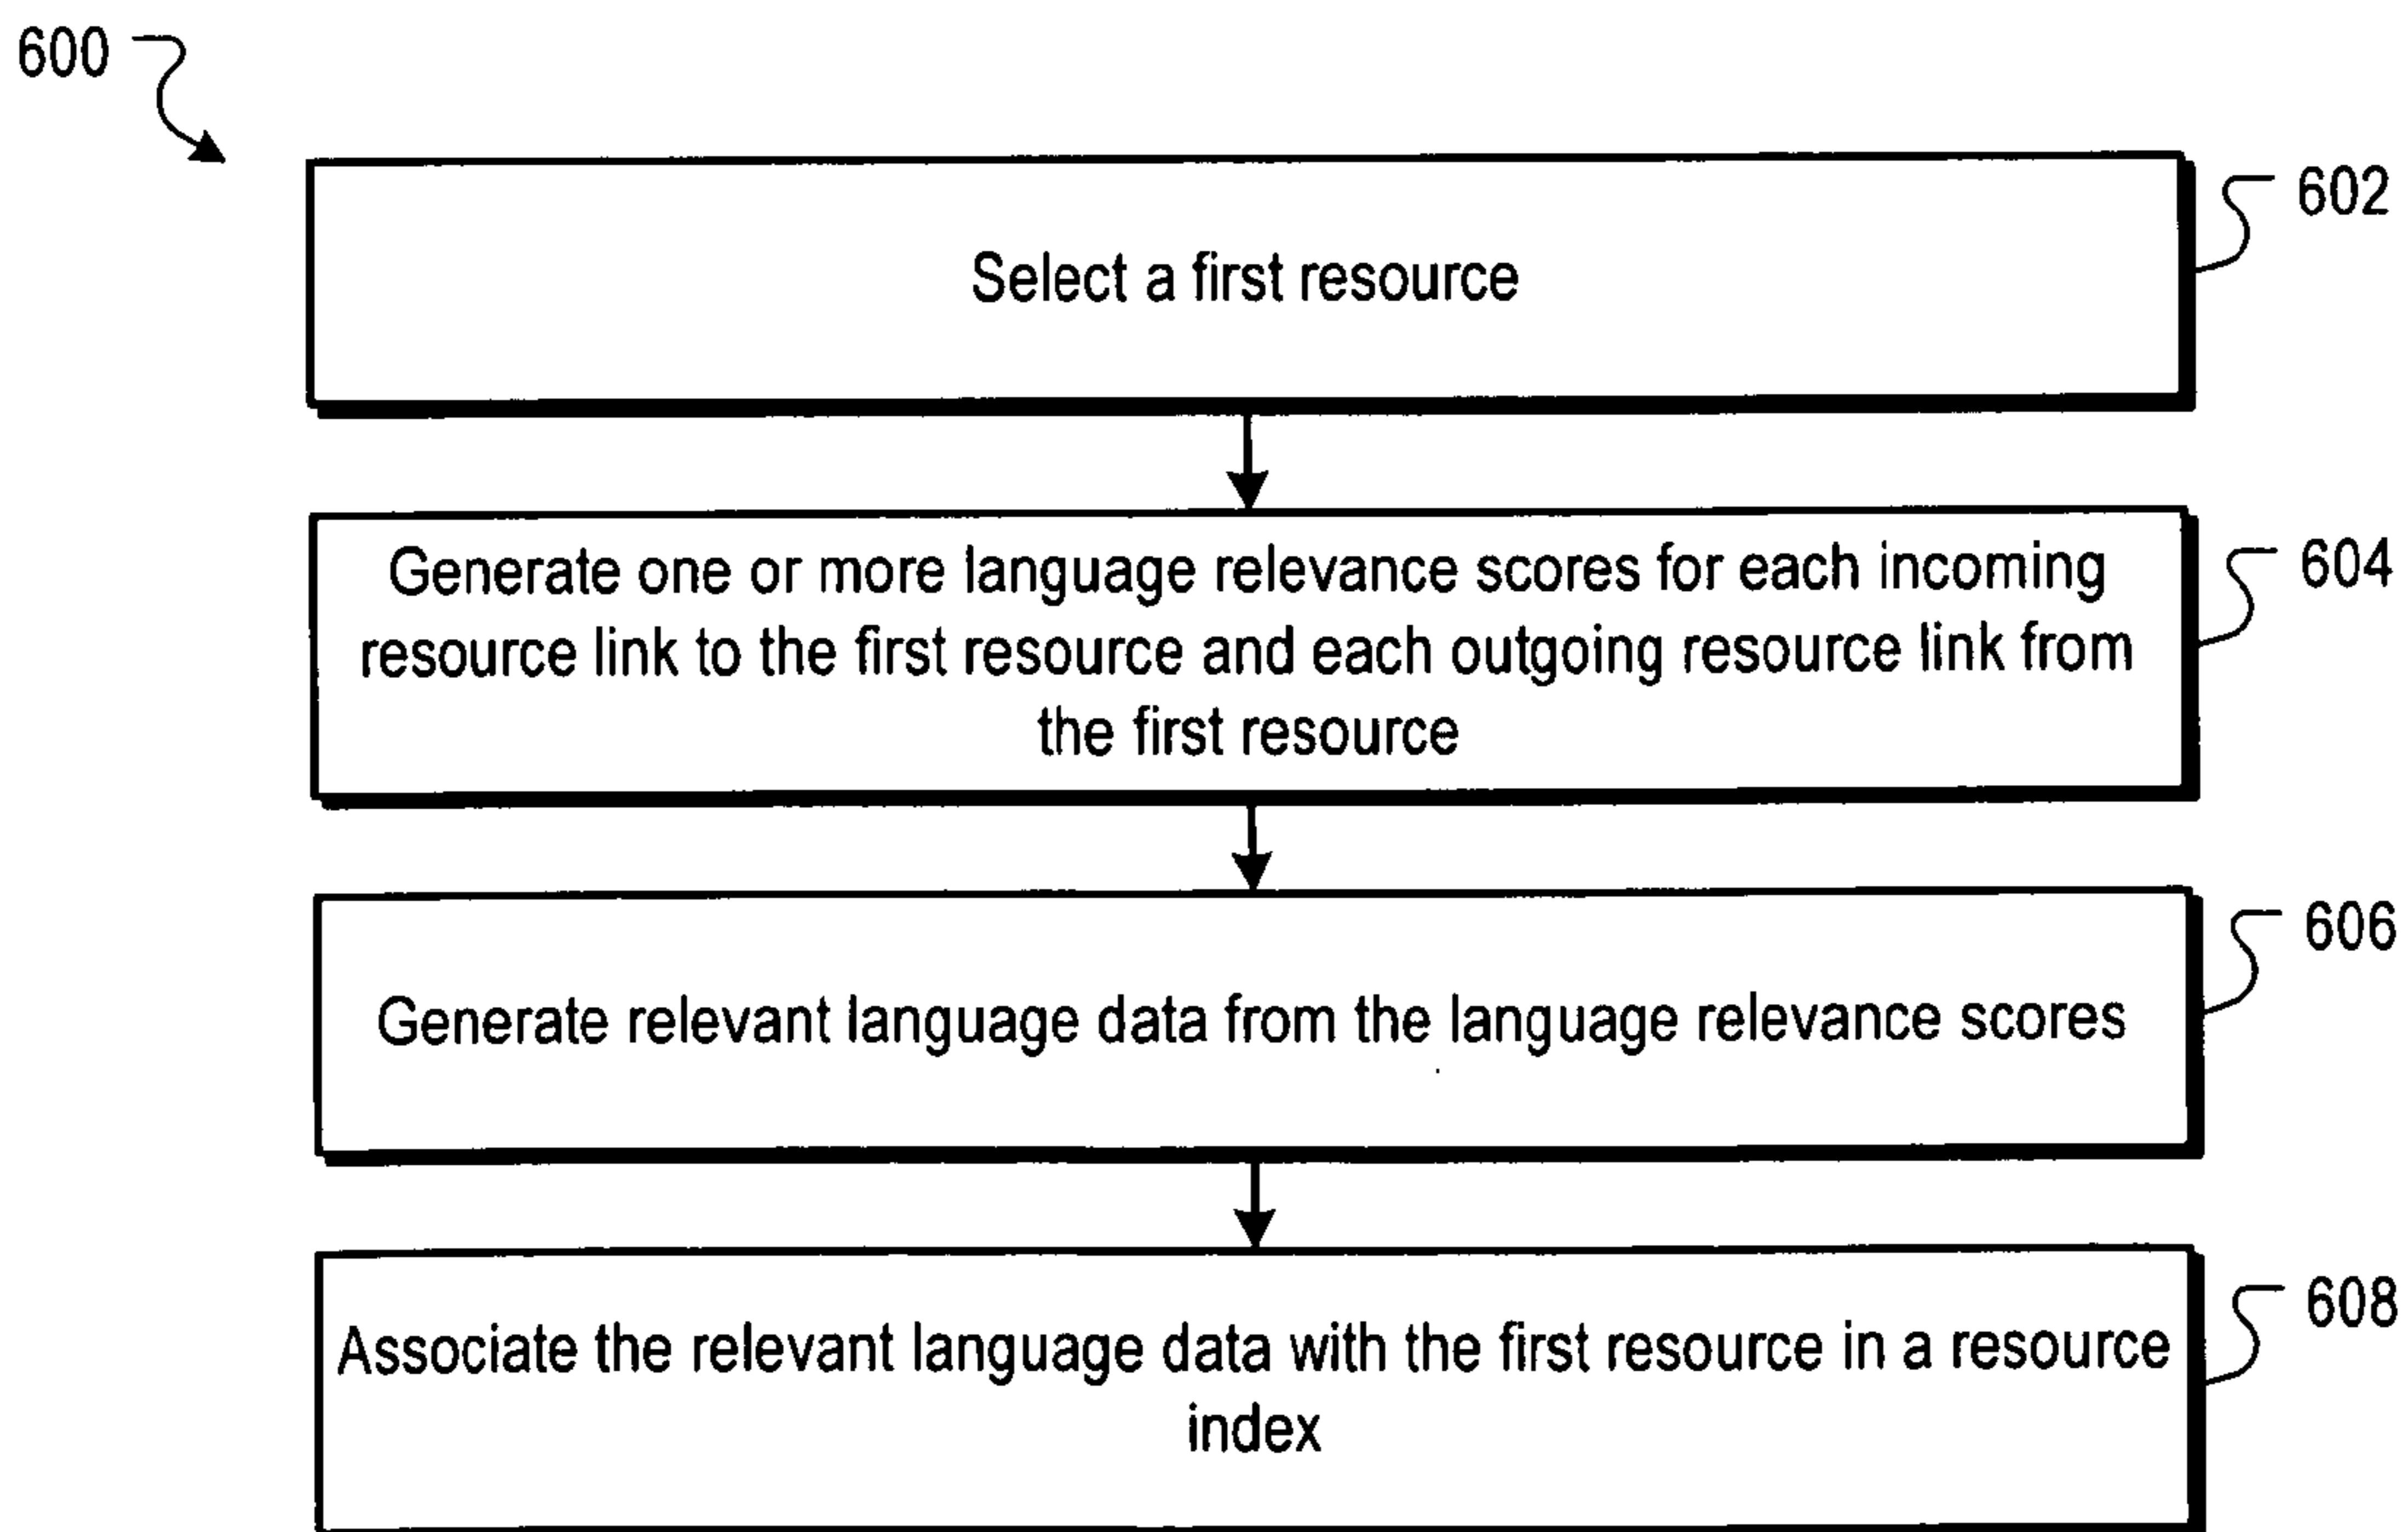 600
602
Select a first resource
604
Generate one or more language relevance scores for each incoming
resource link to the first resource and each outgoing resource link from
the first resource
606
Generate relevant language data from the language relevance scores
608
Associate the relevant language data with the first resource in a resource
index